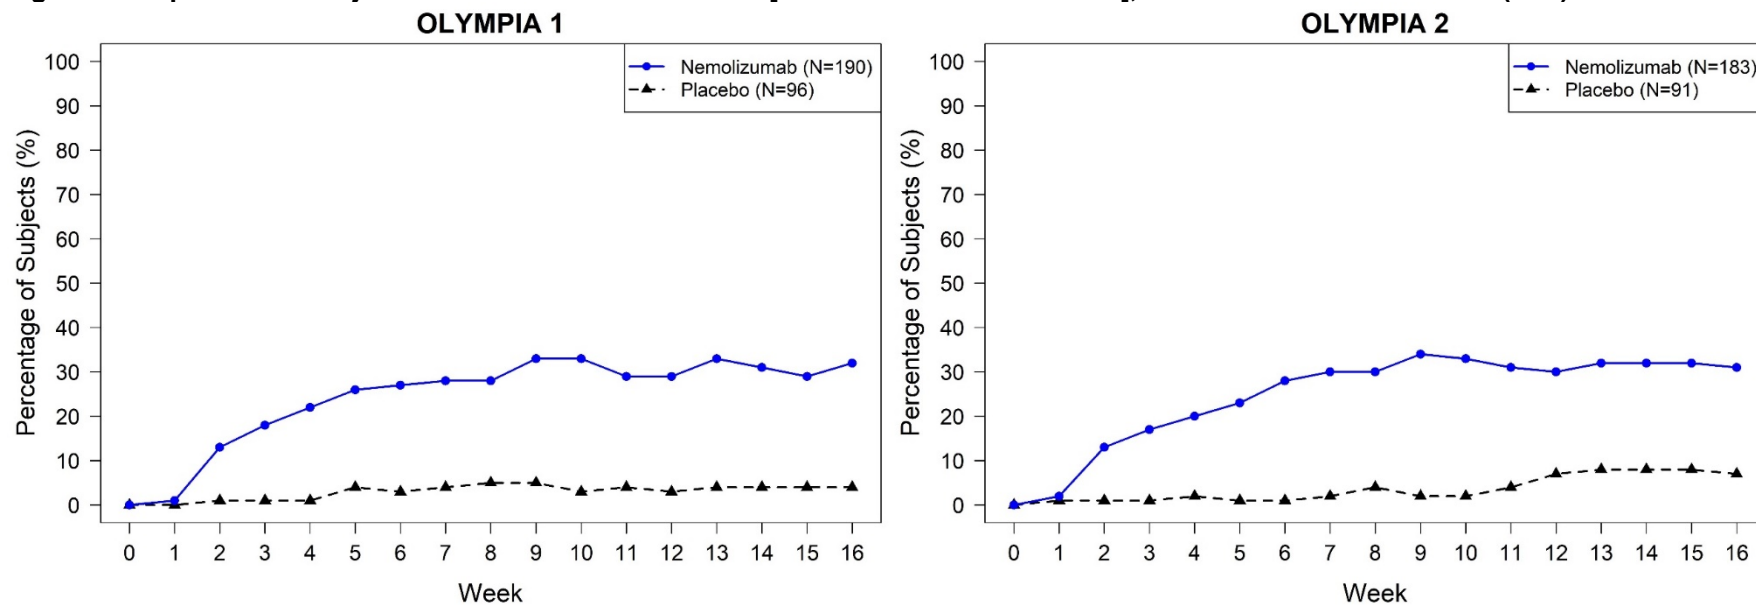 OLYMPIA 1
Nemolizumab (N=190)
Placebo (N=96)
Percentage of Subjects (%)
100
90
80
70
60
50
40
30
20
10
0
0 1 2 3 4 5 6 7 8 9 10 11 12 13 14 15 16
Week
OLYMPIA 2
Nemolizumab (N=183)
Placebo (N=91)
Percentage of Subjects (%)
100
90
80
70
60
50
40
30
20
10
0
0 1 2 3 4 5 6 7 8 9 10 11 12 13 14 15 16
Week